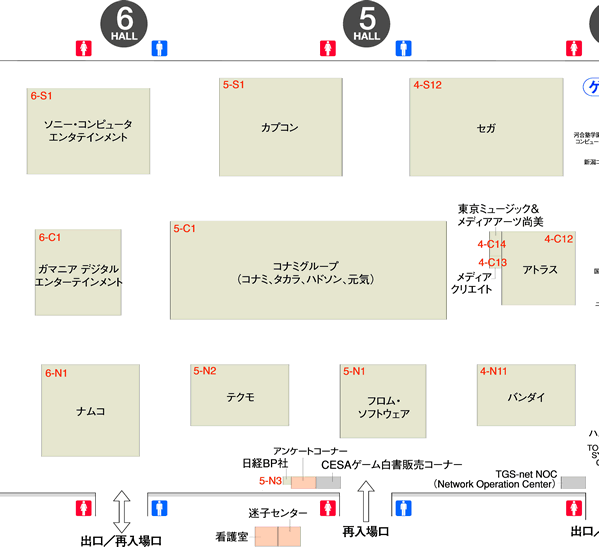 6
HALL
5
HALL
6-S1
ソニー・コンピュータ
エンタテインメント
5-S1
カプコン
4-S12
セガ
ゲ
河合塾学園
コンピュー
新潟コ
6-C1
ガマニア デジタル
エンターテインメント
5-C1
コナミグループ
(コナミ、タカラ、ハドソン、元気)
東京ミュージック&
メディアアーツ尚美
4-C14
4-C13
メディア
クリエイト
4-C12
アトラス
国
6-N1
ナムコ
5-N2
テクモ
5-N1
フロム・
ソフトウェア
4-N11
バンダイ
ハ
TO
SY
C
アンケートコーナー
日経BP社
CESAゲーム白書販売コーナー
5-N3
TGS-net NOC
(Network Operation Center)
迷子センター
看護室
出口／再入場口
再入場口
出口／